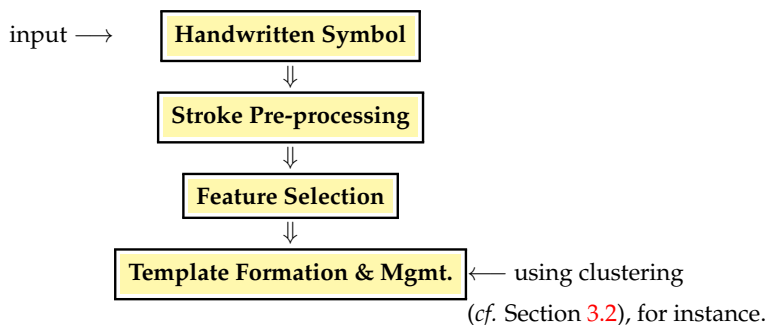 input ⟶ Handwritten Symbol
⇓
Stroke Pre-processing
⇓
Feature Selection
⇓
Template Formation & Mgmt. ⟵ using clustering
(cf. Section 3.2), for instance.